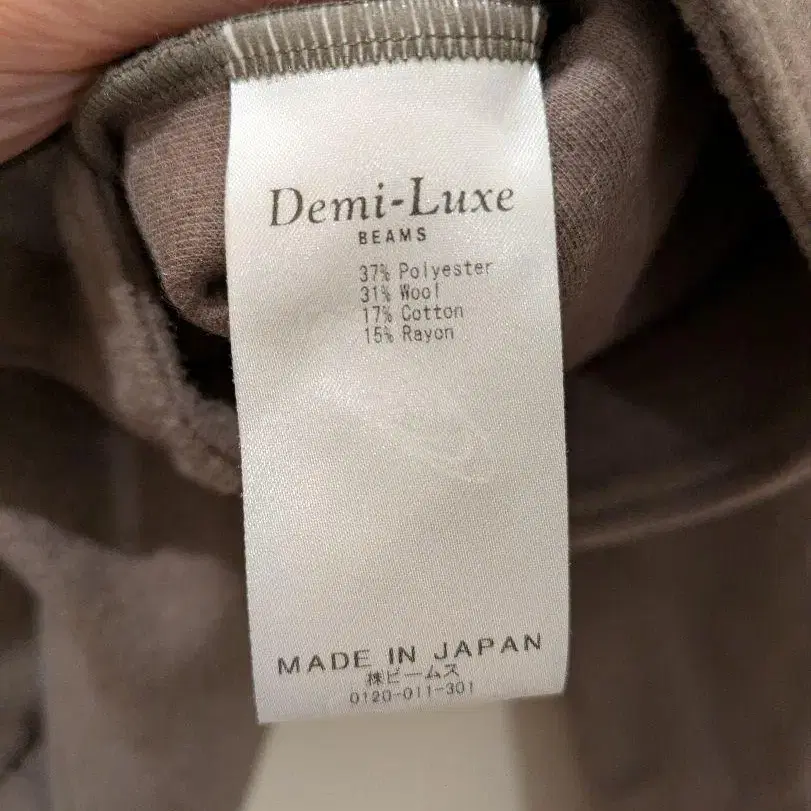 Demi-Luxe
BEAMS
37% Polyester
31% Wool
17% Cotton
15% Rayon
MADE IN JAPAN
㈱ビームス
0120-011-301